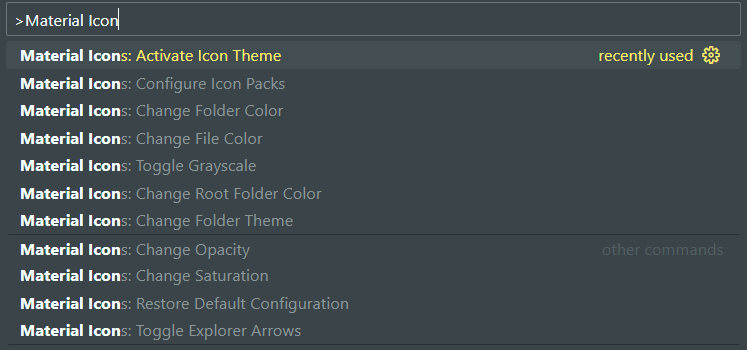 >Material Icon
Material Icons: Activate Icon Theme recently used
Material Icons: Configure Icon Packs
Material Icons: Change Folder Color
Material Icons: Change File Color
Material Icons: Toggle Grayscale
Material Icons: Change Root Folder Color
Material Icons: Change Folder Theme
Material Icons: Change Opacity other commands
Material Icons: Change Saturation
Material Icons: Restore Default Configuration
Material Icons: Toggle Explorer Arrows